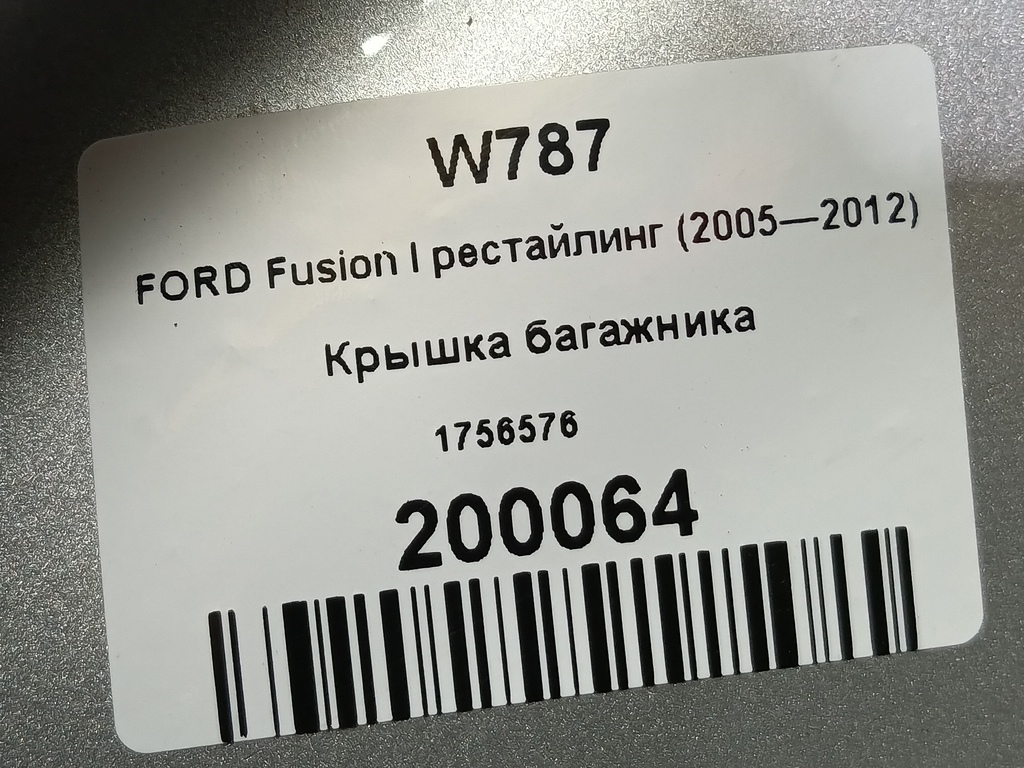 W787
FORD Fusion I рестайлинг (2005—2012)
Крышка багажника
1756576
200064